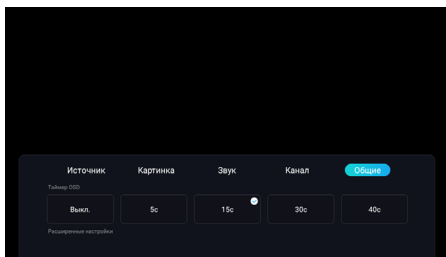 Источник Картинка Звук Канал Общие
Таймер OSD
Выкл. 5с 15с 30с 40с
Расширенные настройки